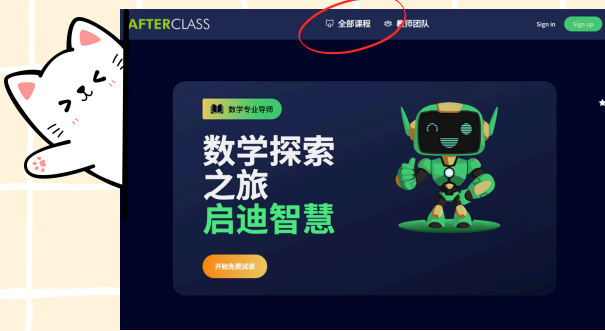 AFTERCLASS
全部课程
教师团队
Sign in
Sign up
数学专业导师
数学探索
之旅
启迪智慧
开始免费试课